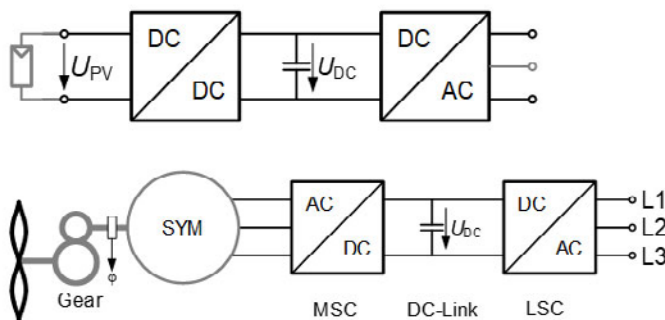 DC
DC
U_PV
U_DC
DC
AC
SYM
Gear
φ
AC
DC
MSC
U_DC
DC-Link
DC
AC
LSC
L1
L2
L3